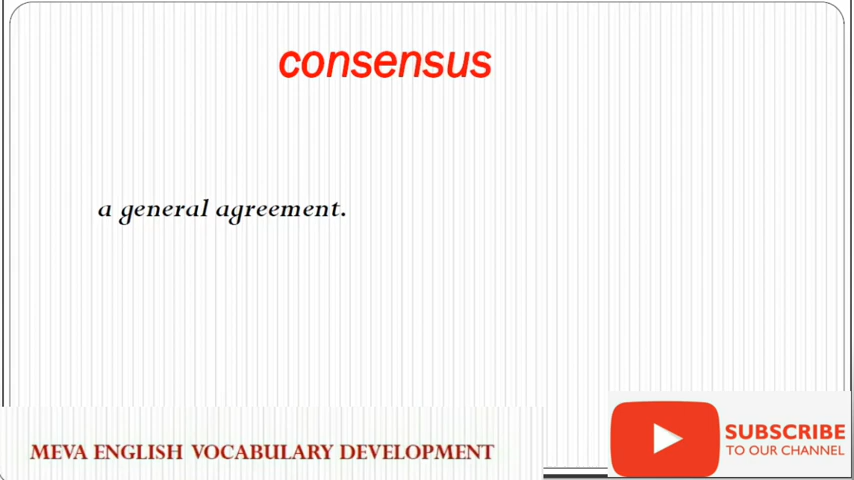 consensus
a general agreement.
MEVA ENGLISH VOCABULARY DEVELOPMENT
SUBSCRIBE
TO OUR CHANNEL